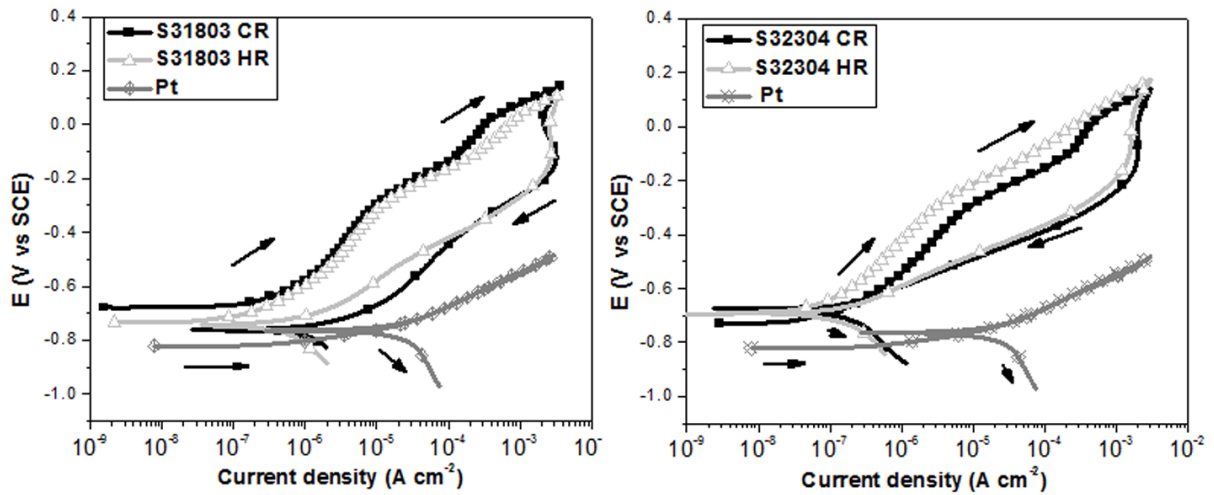 S31803 CR
S31803 HR
Pt
0.4
0.2
0.0
-0.2
-0.4
-0.6
-0.8
-1.0
E (V vs SCE)
10⁻⁹ 10⁻⁸ 10⁻⁷ 10⁻⁶ 10⁻⁵ 10⁻⁴ 10⁻³ 10⁻
Current density (A cm⁻²)
S32304 CR
S32304 HR
Pt
0.4
0.2
0.0
-0.2
-0.4
-0.6
-0.8
-1.0
E (V vs SCE)
10⁻⁹ 10⁻⁸ 10⁻⁷ 10⁻⁶ 10⁻⁵ 10⁻⁴ 10⁻³ 10⁻²
Current density (A cm⁻²)